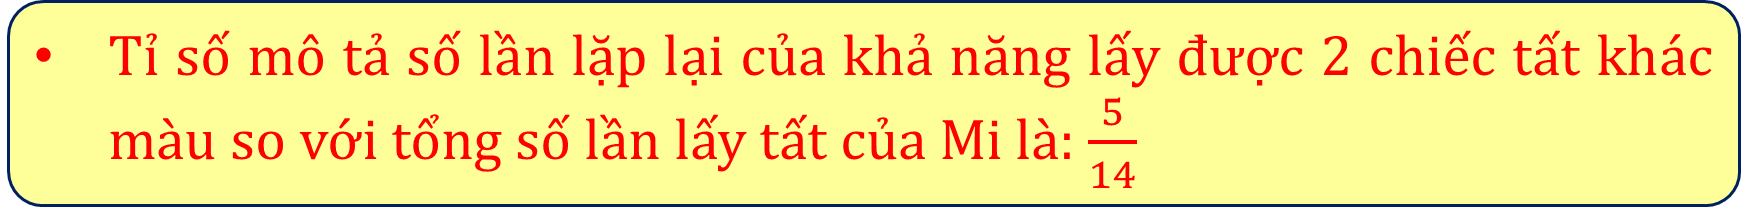 • Tỉ số mô tả số lần lặp lại của khả năng lấy được 2 chiếc tất khác
màu so với tổng số lần lấy tất của Mi là: 5/14